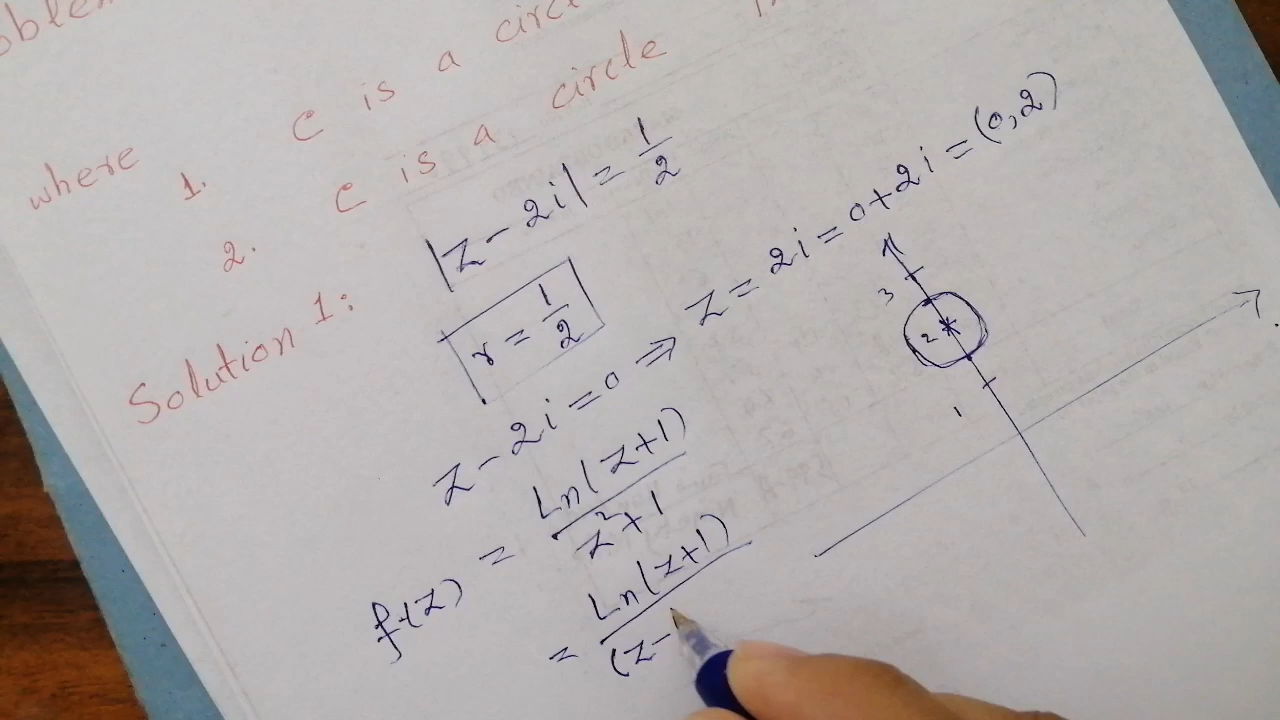 where 1. C is a
2. C is a circle
Solution 1: |z - 2i| = 1/2
r = 1/2
z - 2i = 0 ⇒ z = 2i = 0 + 2i = (0, 2)
f(z) = Ln(z+1) / z² + 1
= Ln(z+1) / (z -
3
2
1